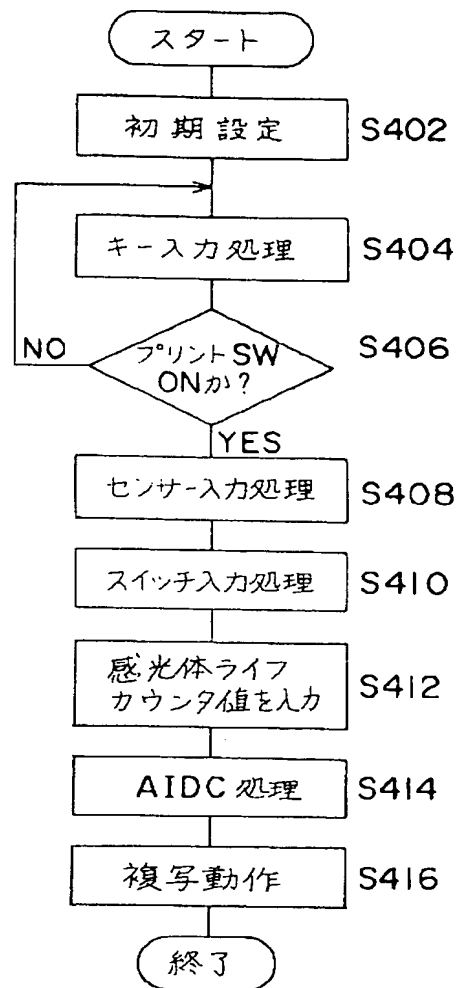 スタート
初期設定 S402
キー入力処理 S404
プリントSW S406
NO
ONか?
YES
センサー入力処理 S408
スイッチ入力処理 S410
感光体ライフ
カウンタ値を入力 S412
AIDC処理 S414
複写動作 S416
終了